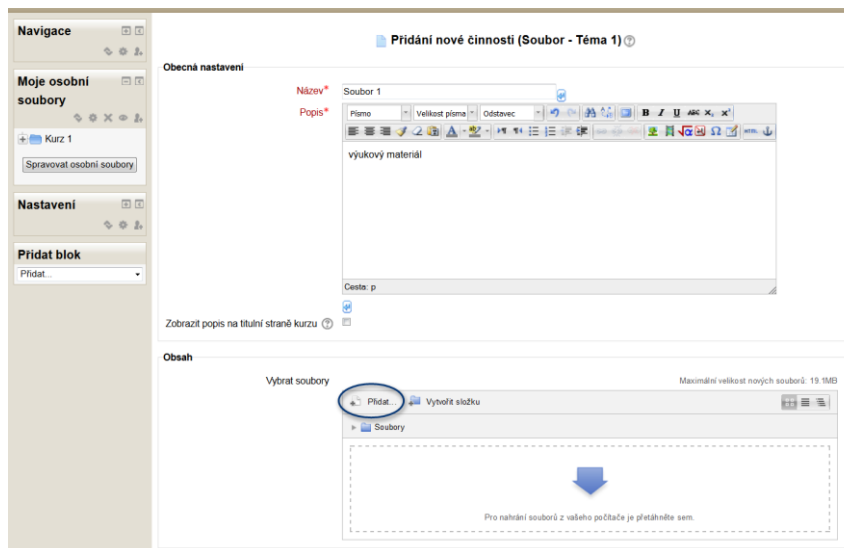 Navigace
Moje osobní
soubory
Kurz 1
Spravovat osobní soubory
Nastavení
Přidat blok
Přidat...
Přidání nové činnosti (Soubor - Téma 1)
Obecná nastavení
Název*
Soubor 1
Popis*
Písmo
Velikost písma
Odstavec
B I U ABC x, x²
HTML
výukový materiál
Cesta: p
Zobrazit popis na titulní straně kurzu
Obsah
Vybrat soubory
Maximální velikost nových souborů: 19.1MB
Přidat...
Vytvořit složku
Soubory
Pro nahrání souborů z vašeho počítače je přetáhněte sem.